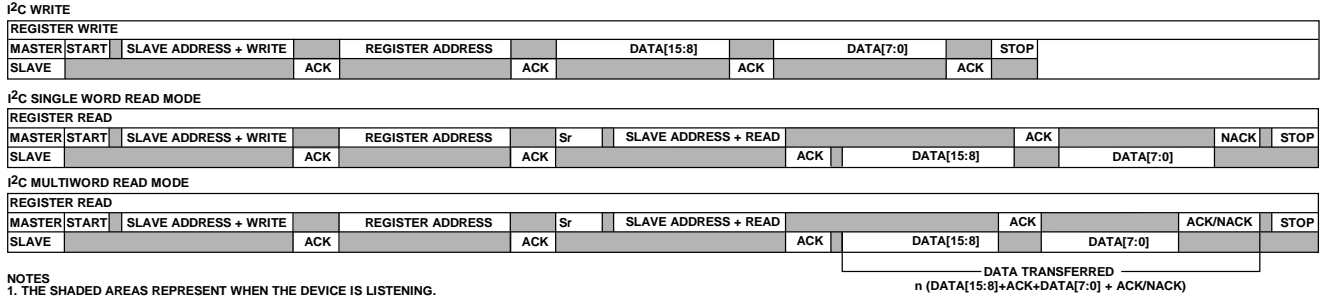 I2C WRITE
REGISTER WRITE
MASTER START SLAVE ADDRESS + WRITE REGISTER ADDRESS DATA[15:8] DATA[7:0] STOP
SLAVE ACK ACK ACK ACK
I2C SINGLE WORD READ MODE
REGISTER READ
MASTER START SLAVE ADDRESS + WRITE REGISTER ADDRESS Sr SLAVE ADDRESS + READ ACK NACK STOP
SLAVE ACK ACK ACK DATA[15:8] DATA[7:0]
I2C MULTIWORD READ MODE
REGISTER READ
MASTER START SLAVE ADDRESS + WRITE REGISTER ADDRESS Sr SLAVE ADDRESS + READ ACK ACK/NACK STOP
SLAVE ACK ACK ACK DATA[15:8] DATA[7:0]
DATA TRANSFERRED
n (DATA[15:8]+ACK+DATA[7:0] + ACK/NACK)
NOTES
1. THE SHADED AREAS REPRESENT WHEN THE DEVICE IS LISTENING.